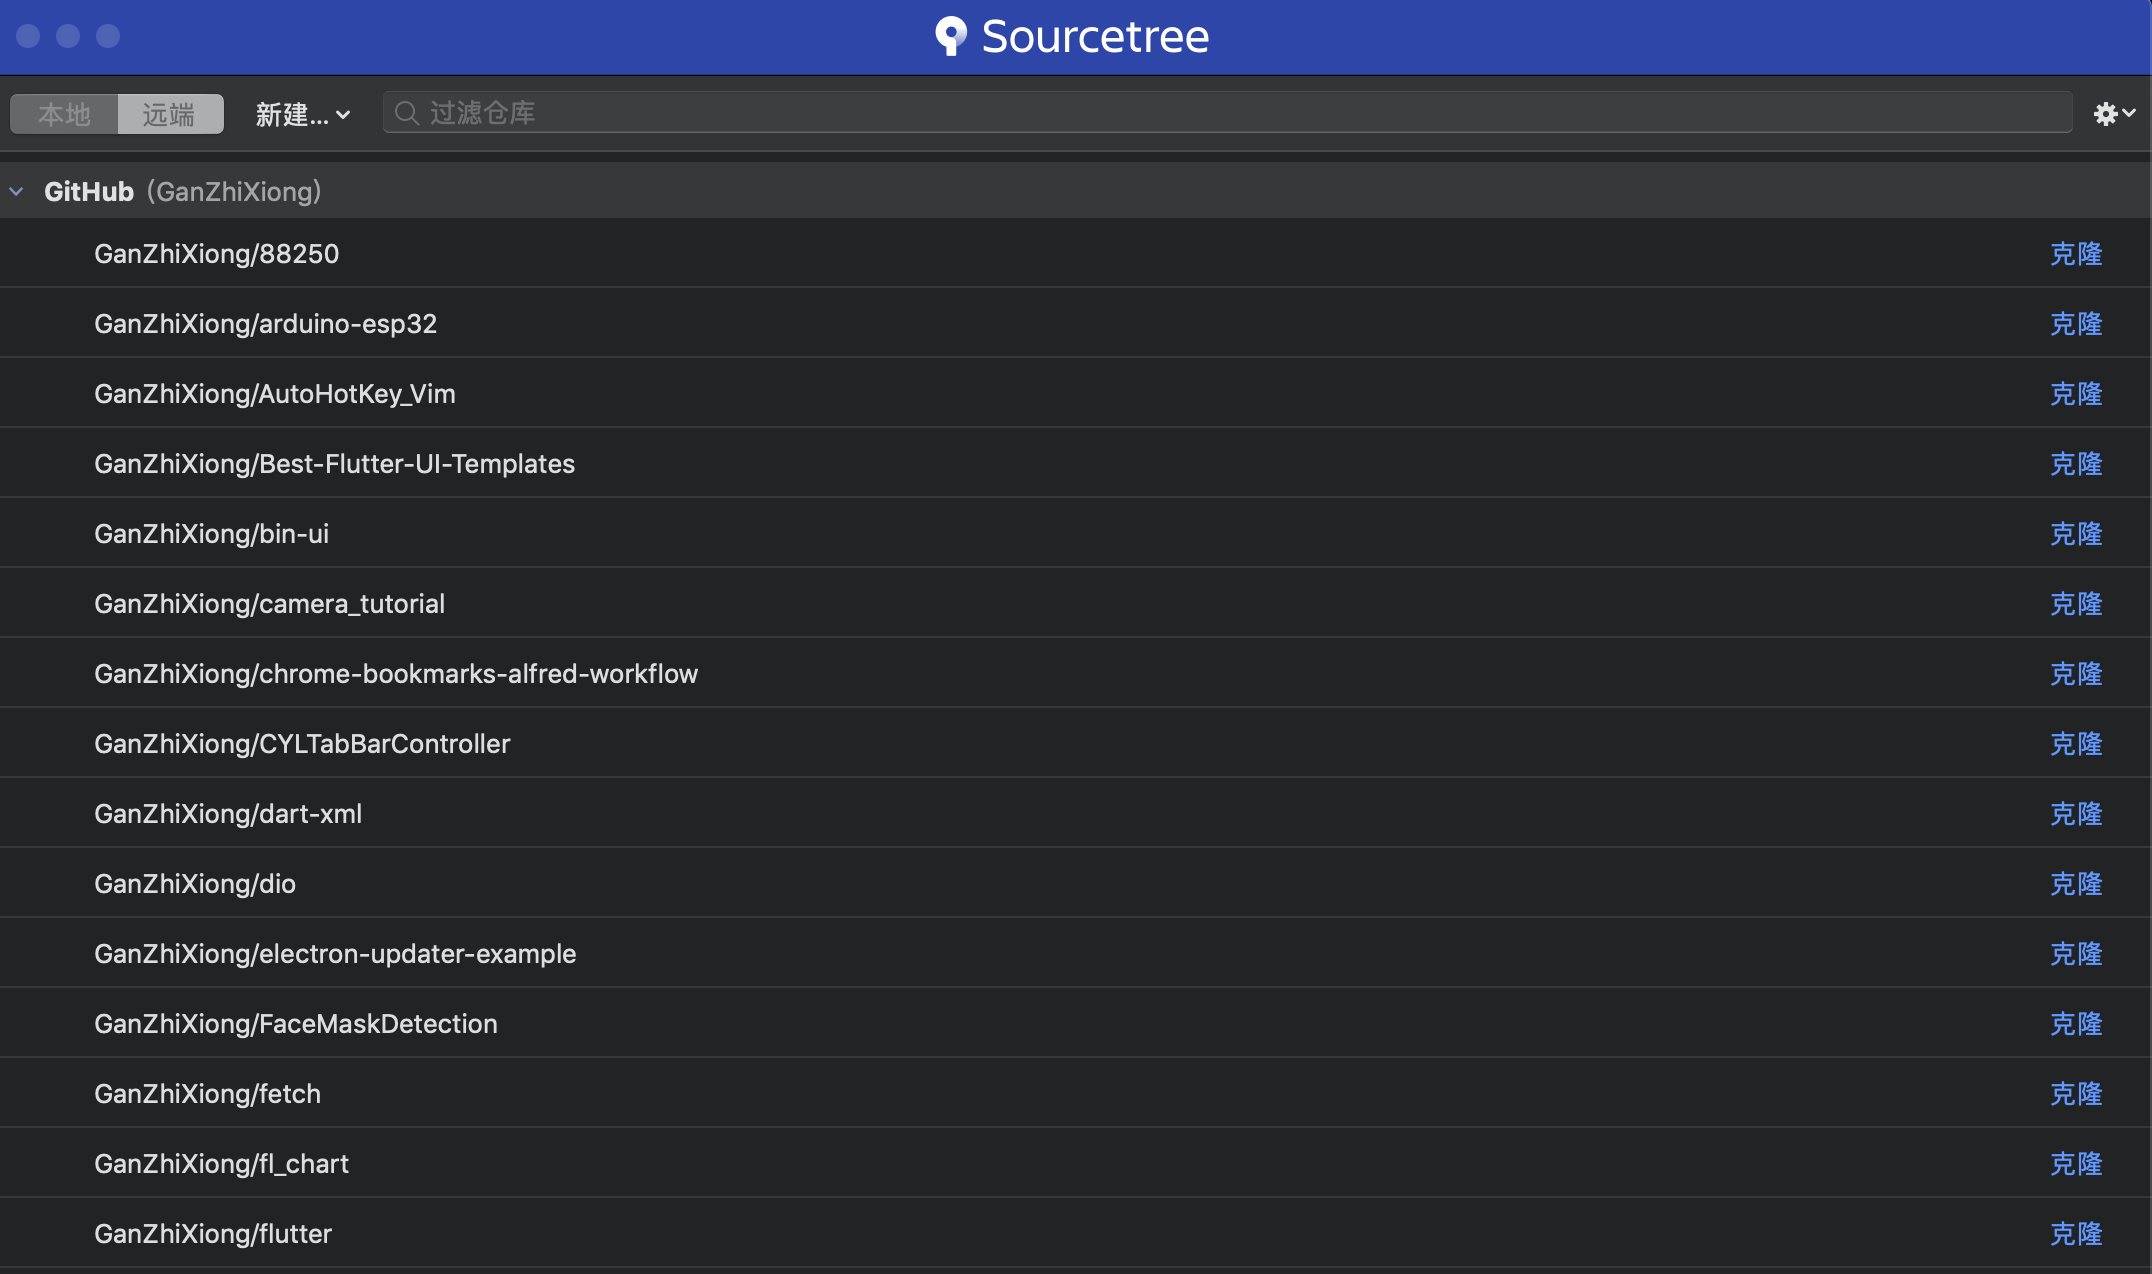 Sourcetree
本地 远端 新建... 过滤仓库
GitHub (GanZhiXiong)
GanZhiXiong/88250 克隆
GanZhiXiong/arduino-esp32 克隆
GanZhiXiong/AutoHotKey_Vim 克隆
GanZhiXiong/Best-Flutter-UI-Templates 克隆
GanZhiXiong/bin-ui 克隆
GanZhiXiong/camera_tutorial 克隆
GanZhiXiong/chrome-bookmarks-alfred-workflow 克隆
GanZhiXiong/CYLTabBarController 克隆
GanZhiXiong/dart-xml 克隆
GanZhiXiong/dio 克隆
GanZhiXiong/electron-updater-example 克隆
GanZhiXiong/FaceMaskDetection 克隆
GanZhiXiong/fetch 克隆
GanZhiXiong/fl_chart 克隆
GanZhiXiong/flutter 克隆